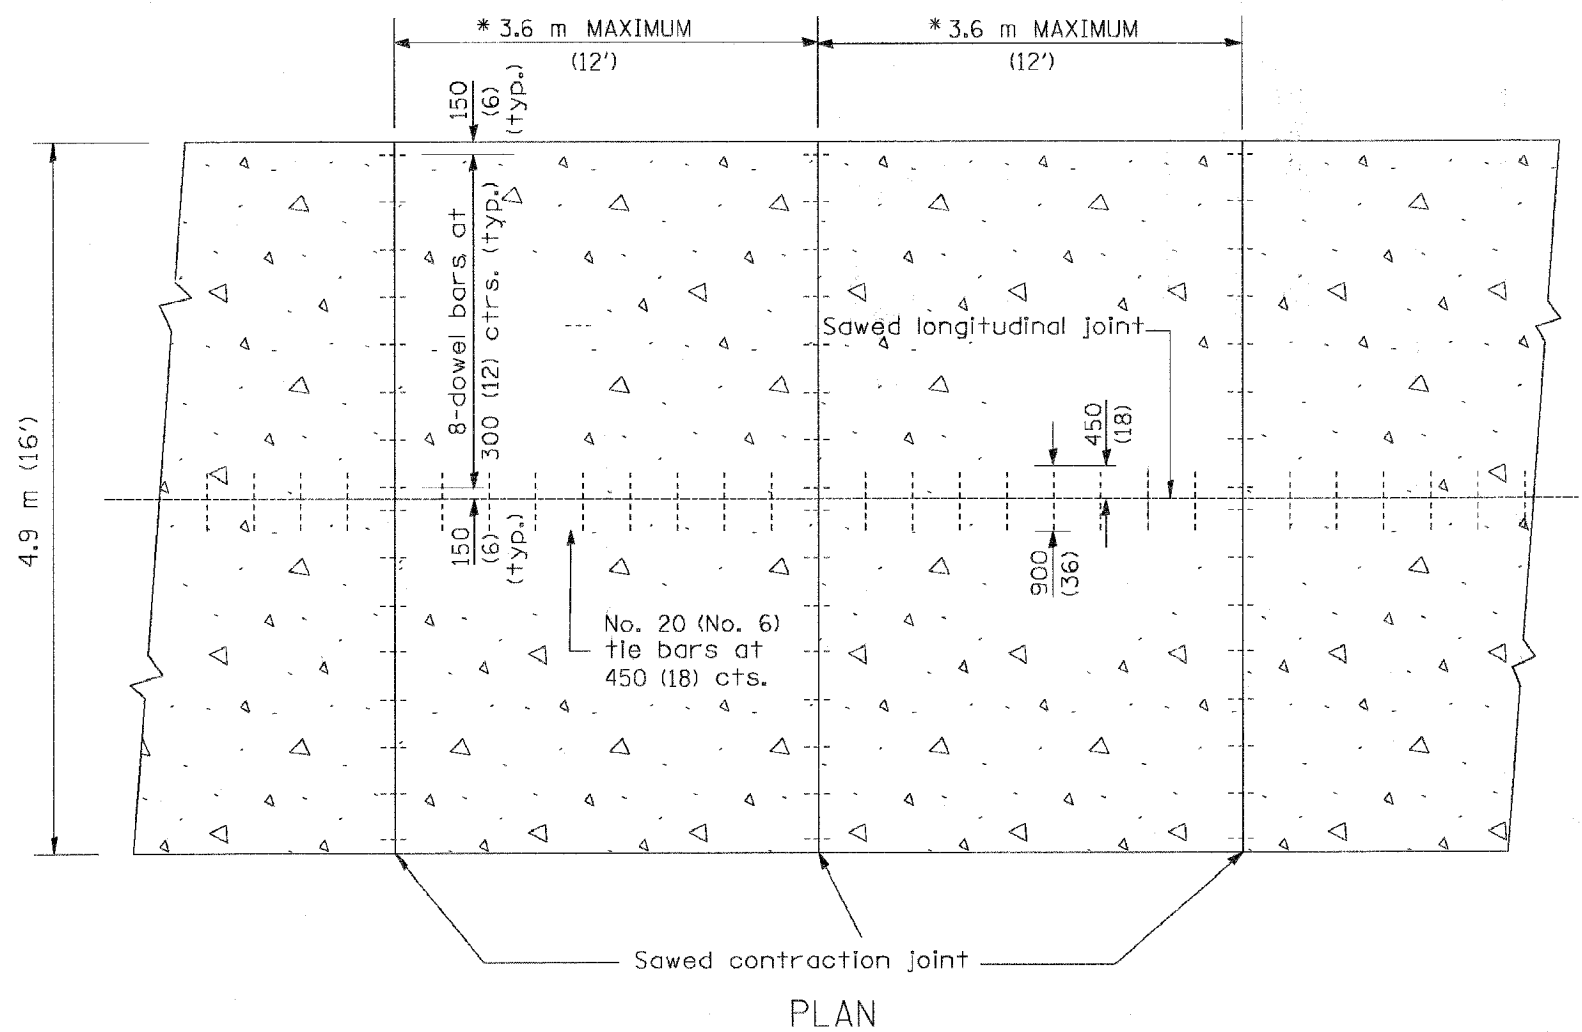 * 3.6 m MAXIMUM
(12')
* 3.6 m MAXIMUM
(12')
150
(6)
(typ.)
8-dowel bars at
300 (12) ctrs. (typ.)
Sawed longitudinal joint
450
(18)
4.9 m (16')
150
(6)
(typ.)
900
(36)
No. 20 (No. 6)
tie bars at
450 (18) cts.
Sawed contraction joint
PLAN